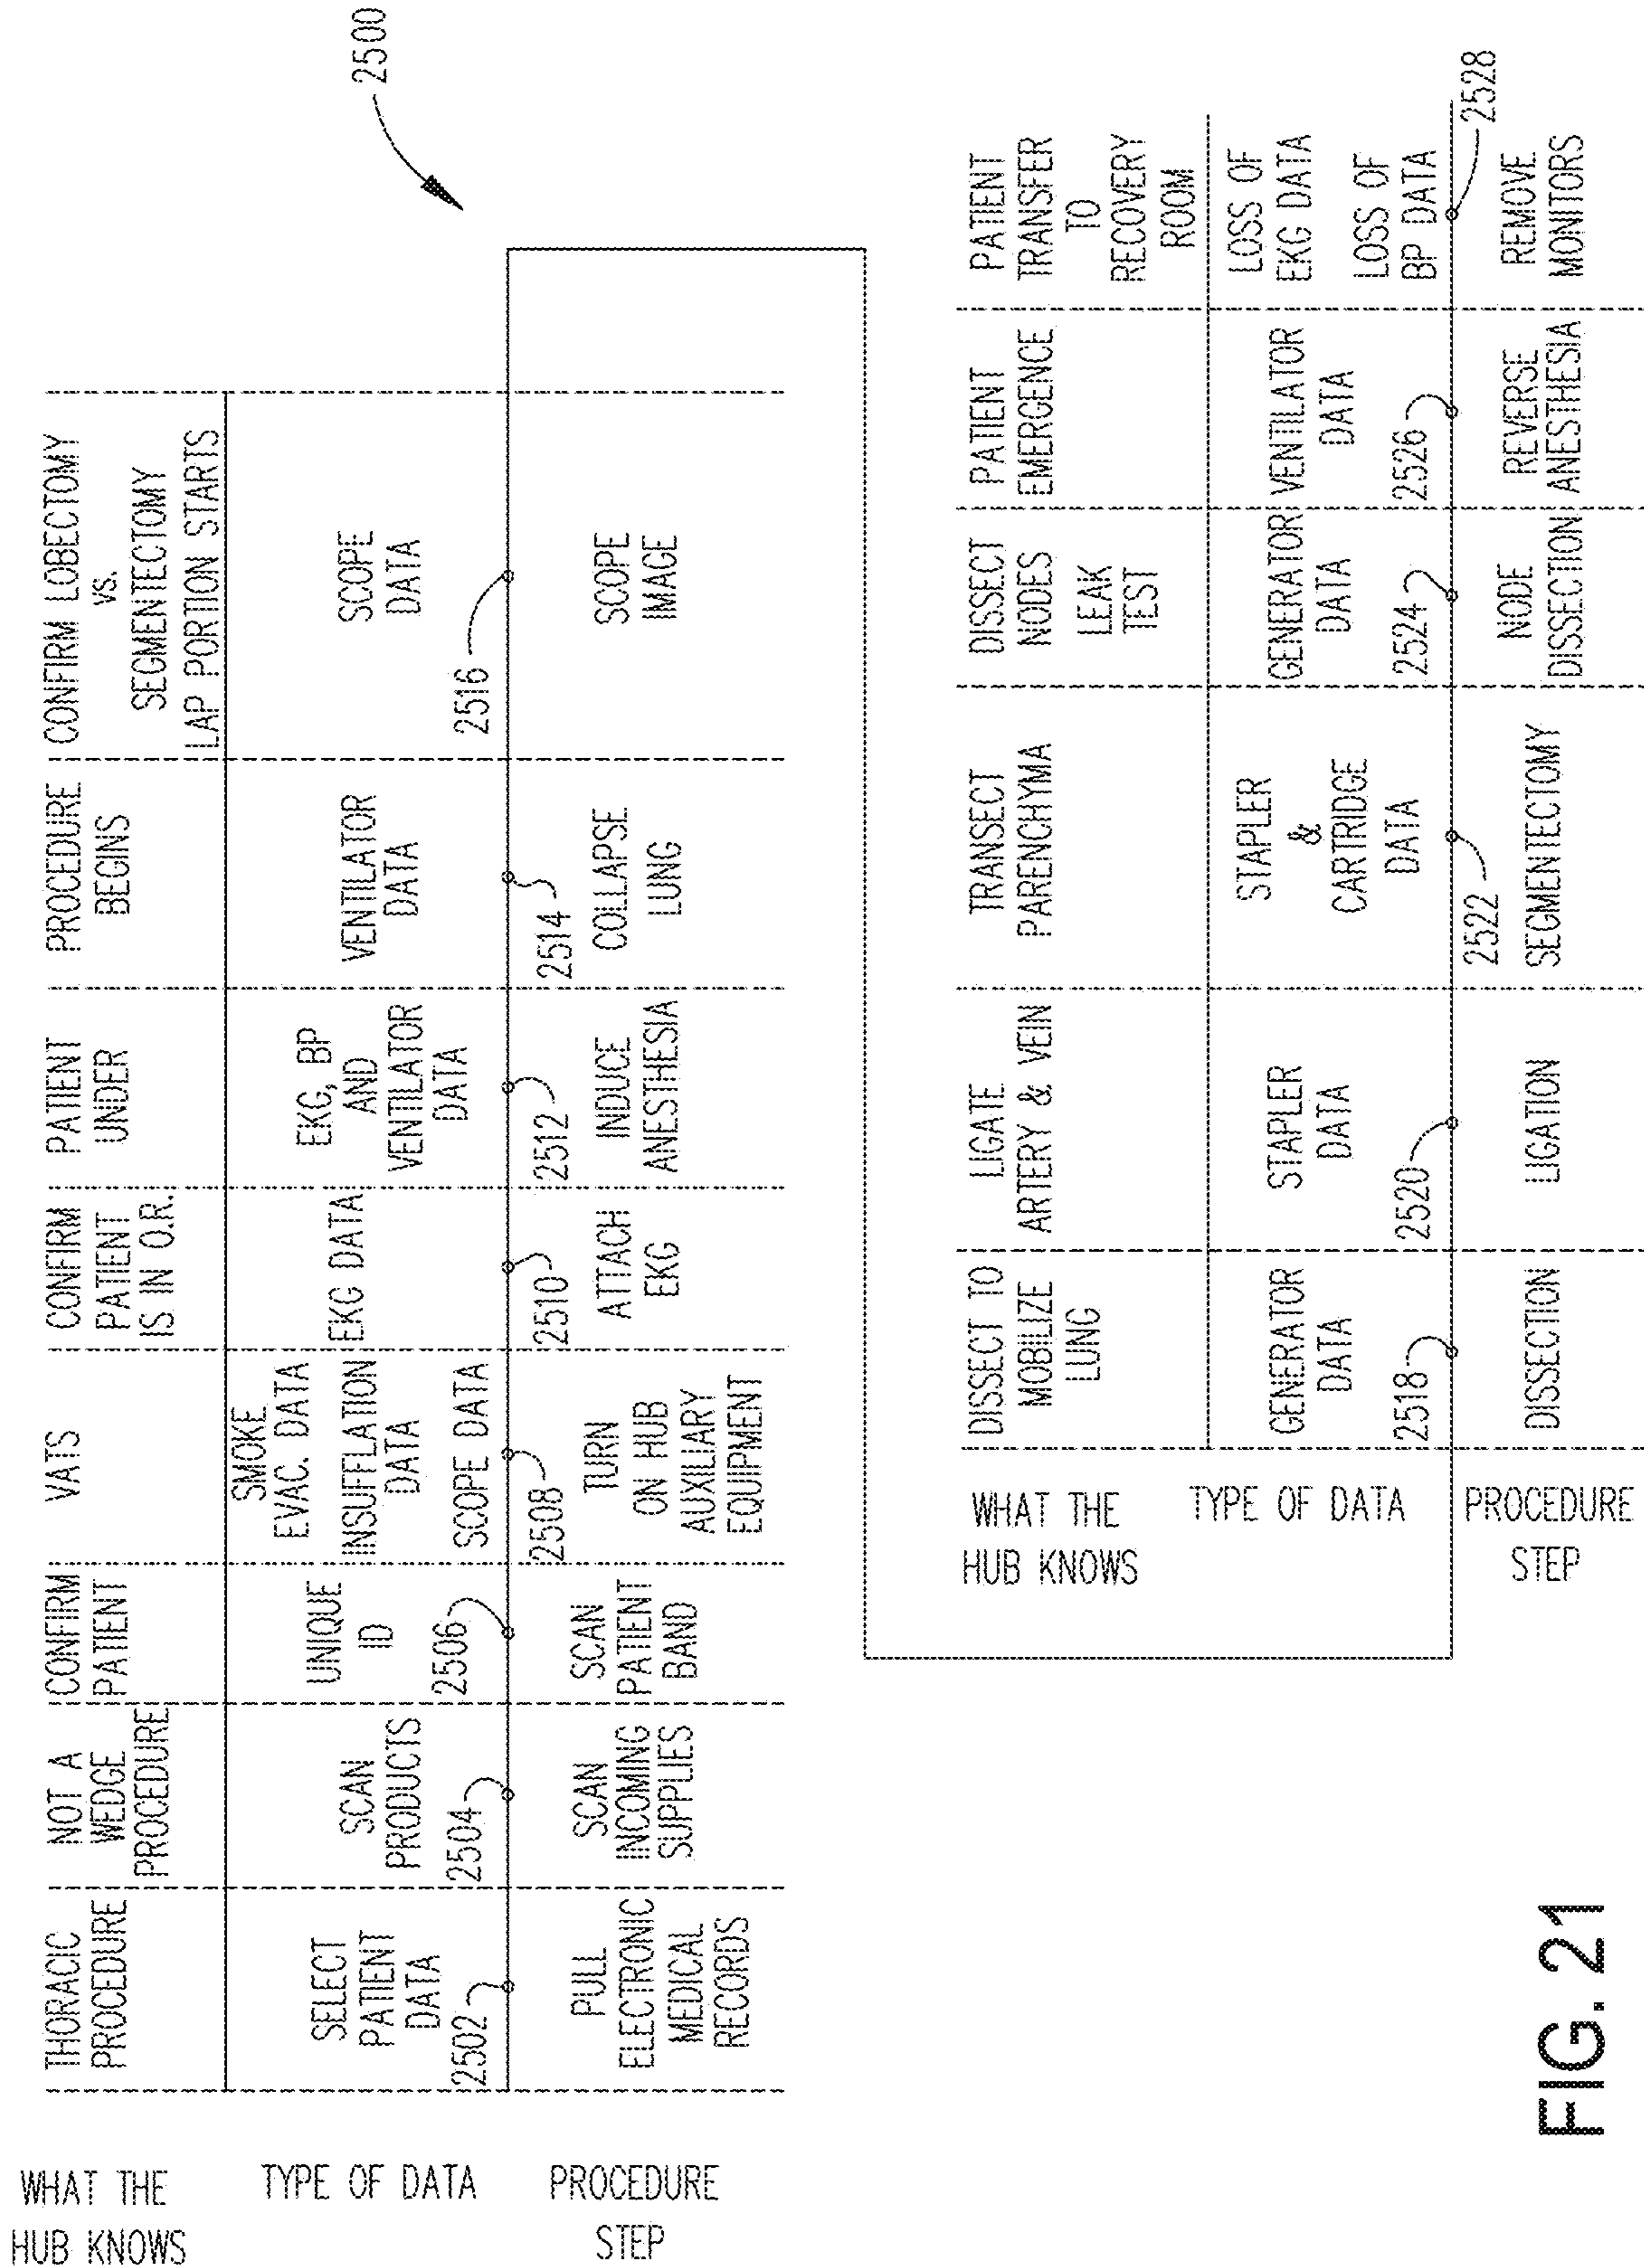 2500
WHAT THE
HUB KNOWS
THORACIC
PROCEDURE
NOT A
WEDGE
PROCEDURE
CONFIRM
PATIENT
VATS
CONFIRM
PATIENT
IS IN O.R.
PATIENT
UNDER
PROCEDURE
BEGINS
CONFIRM LOBECTOMY
VS.
SEGMENTECTOMY
LAP PORTION STARTS
TYPE OF DATA
SELECT
PATIENT
DATA
2502
SCAN
PRODUCTS
2504
UNIQUE
ID
2506
SMOKE
EVAC. DATA
INSUFFLATION
DATA
SCOPE DATA
2508
EKG DATA
2510
EKG, BP
AND
VENTILATOR
DATA
2512
VENTILATOR
DATA
2514
SCOPE
DATA
2516
PROCEDURE
STEP
PULL
ELECTRONIC
MEDICAL
RECORDS
SCAN
INCOMING
SUPPLIES
SCAN
PATIENT
BAND
TURN
ON HUB
AUXILIARY
EQUIPMENT
ATTACH
EKG
INDUCE
ANESTHESIA
COLLAPSE
LUNG
SCOPE
IMAGE
WHAT THE
HUB KNOWS
DISSECT TO
MOBILIZE
LUNG
LIGATE
ARTERY & VEIN
TRANSECT
PARENCHYMA
DISSECT
NODES
LEAK
TEST
PATIENT
EMERGENCE
PATIENT
TRANSFER
TO
RECOVERY
ROOM
TYPE OF DATA
GENERATOR
DATA
2518
STAPLER
DATA
2520
STAPLER
&
CARTRIDGE
DATA
2522
GENERATOR
DATA
2524
VENTILATOR
DATA
2526
LOSS OF
EKG DATA
LOSS OF
BP DATA
2528
PROCEDURE
STEP
DISSECTION
LIGATION
SEGMENTECTOMY
NODE
DISSECTION
REVERSE
ANESTHESIA
REMOVE
MONITORS
FIG. 21